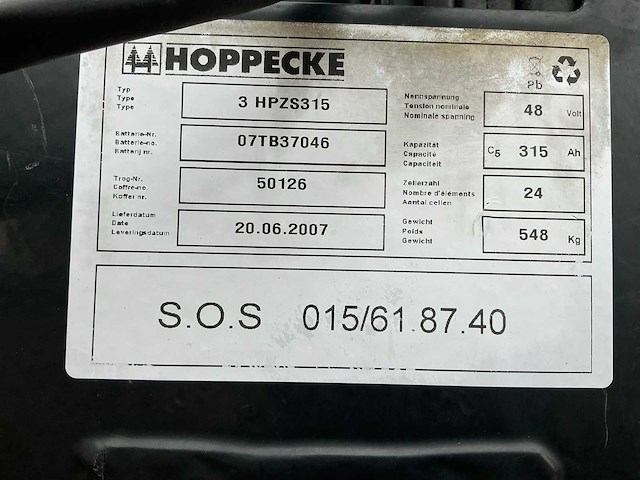 HOPPECKE
Pb
Typ
Type
Type
3 HPZS315
Nennspannung
Tension nominale
Nominale spanning
48 Volt
Batterie-Nr.
Batterie-no.
Batterij nr.
07TB37046
Kapazität
Capacité
Capaciteit
C5 315 Ah
Trog-Nr.
Coffre-no.
Koffer nr.
50126
Zellenzahl
Nombre d'éléments
Aantal cellen
24
Lieferdatum
Date
Leveringsdatum
20.06.2007
Gewicht
Poids
Gewicht
548 Kg
S.O.S 015/61.87.40